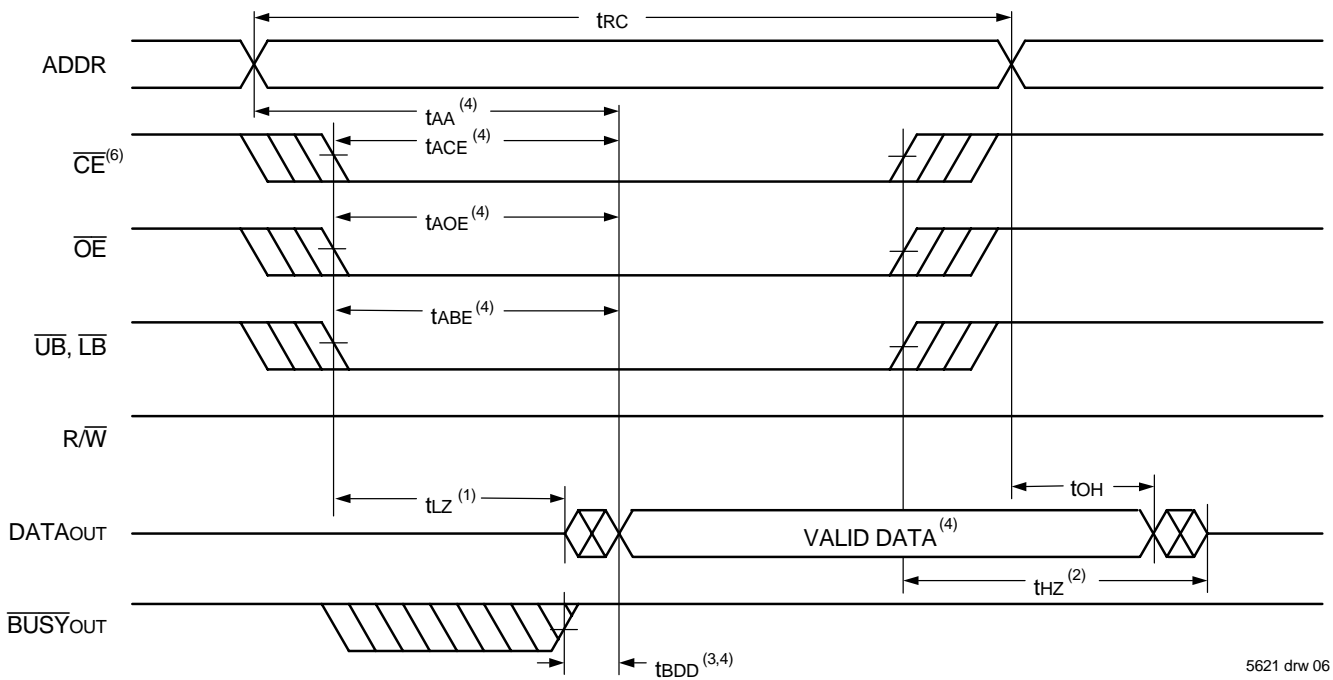 tRC
ADDR
tAA (4)
CE(6)
tACE (4)
OE
tAOE (4)
UB, LB
tABE (4)
R/W
tLZ (1)
tOH
DATAOUT
VALID DATA(4)
tHZ (2)
BUSYOUT
tBDD (3,4)
5621 drw 06